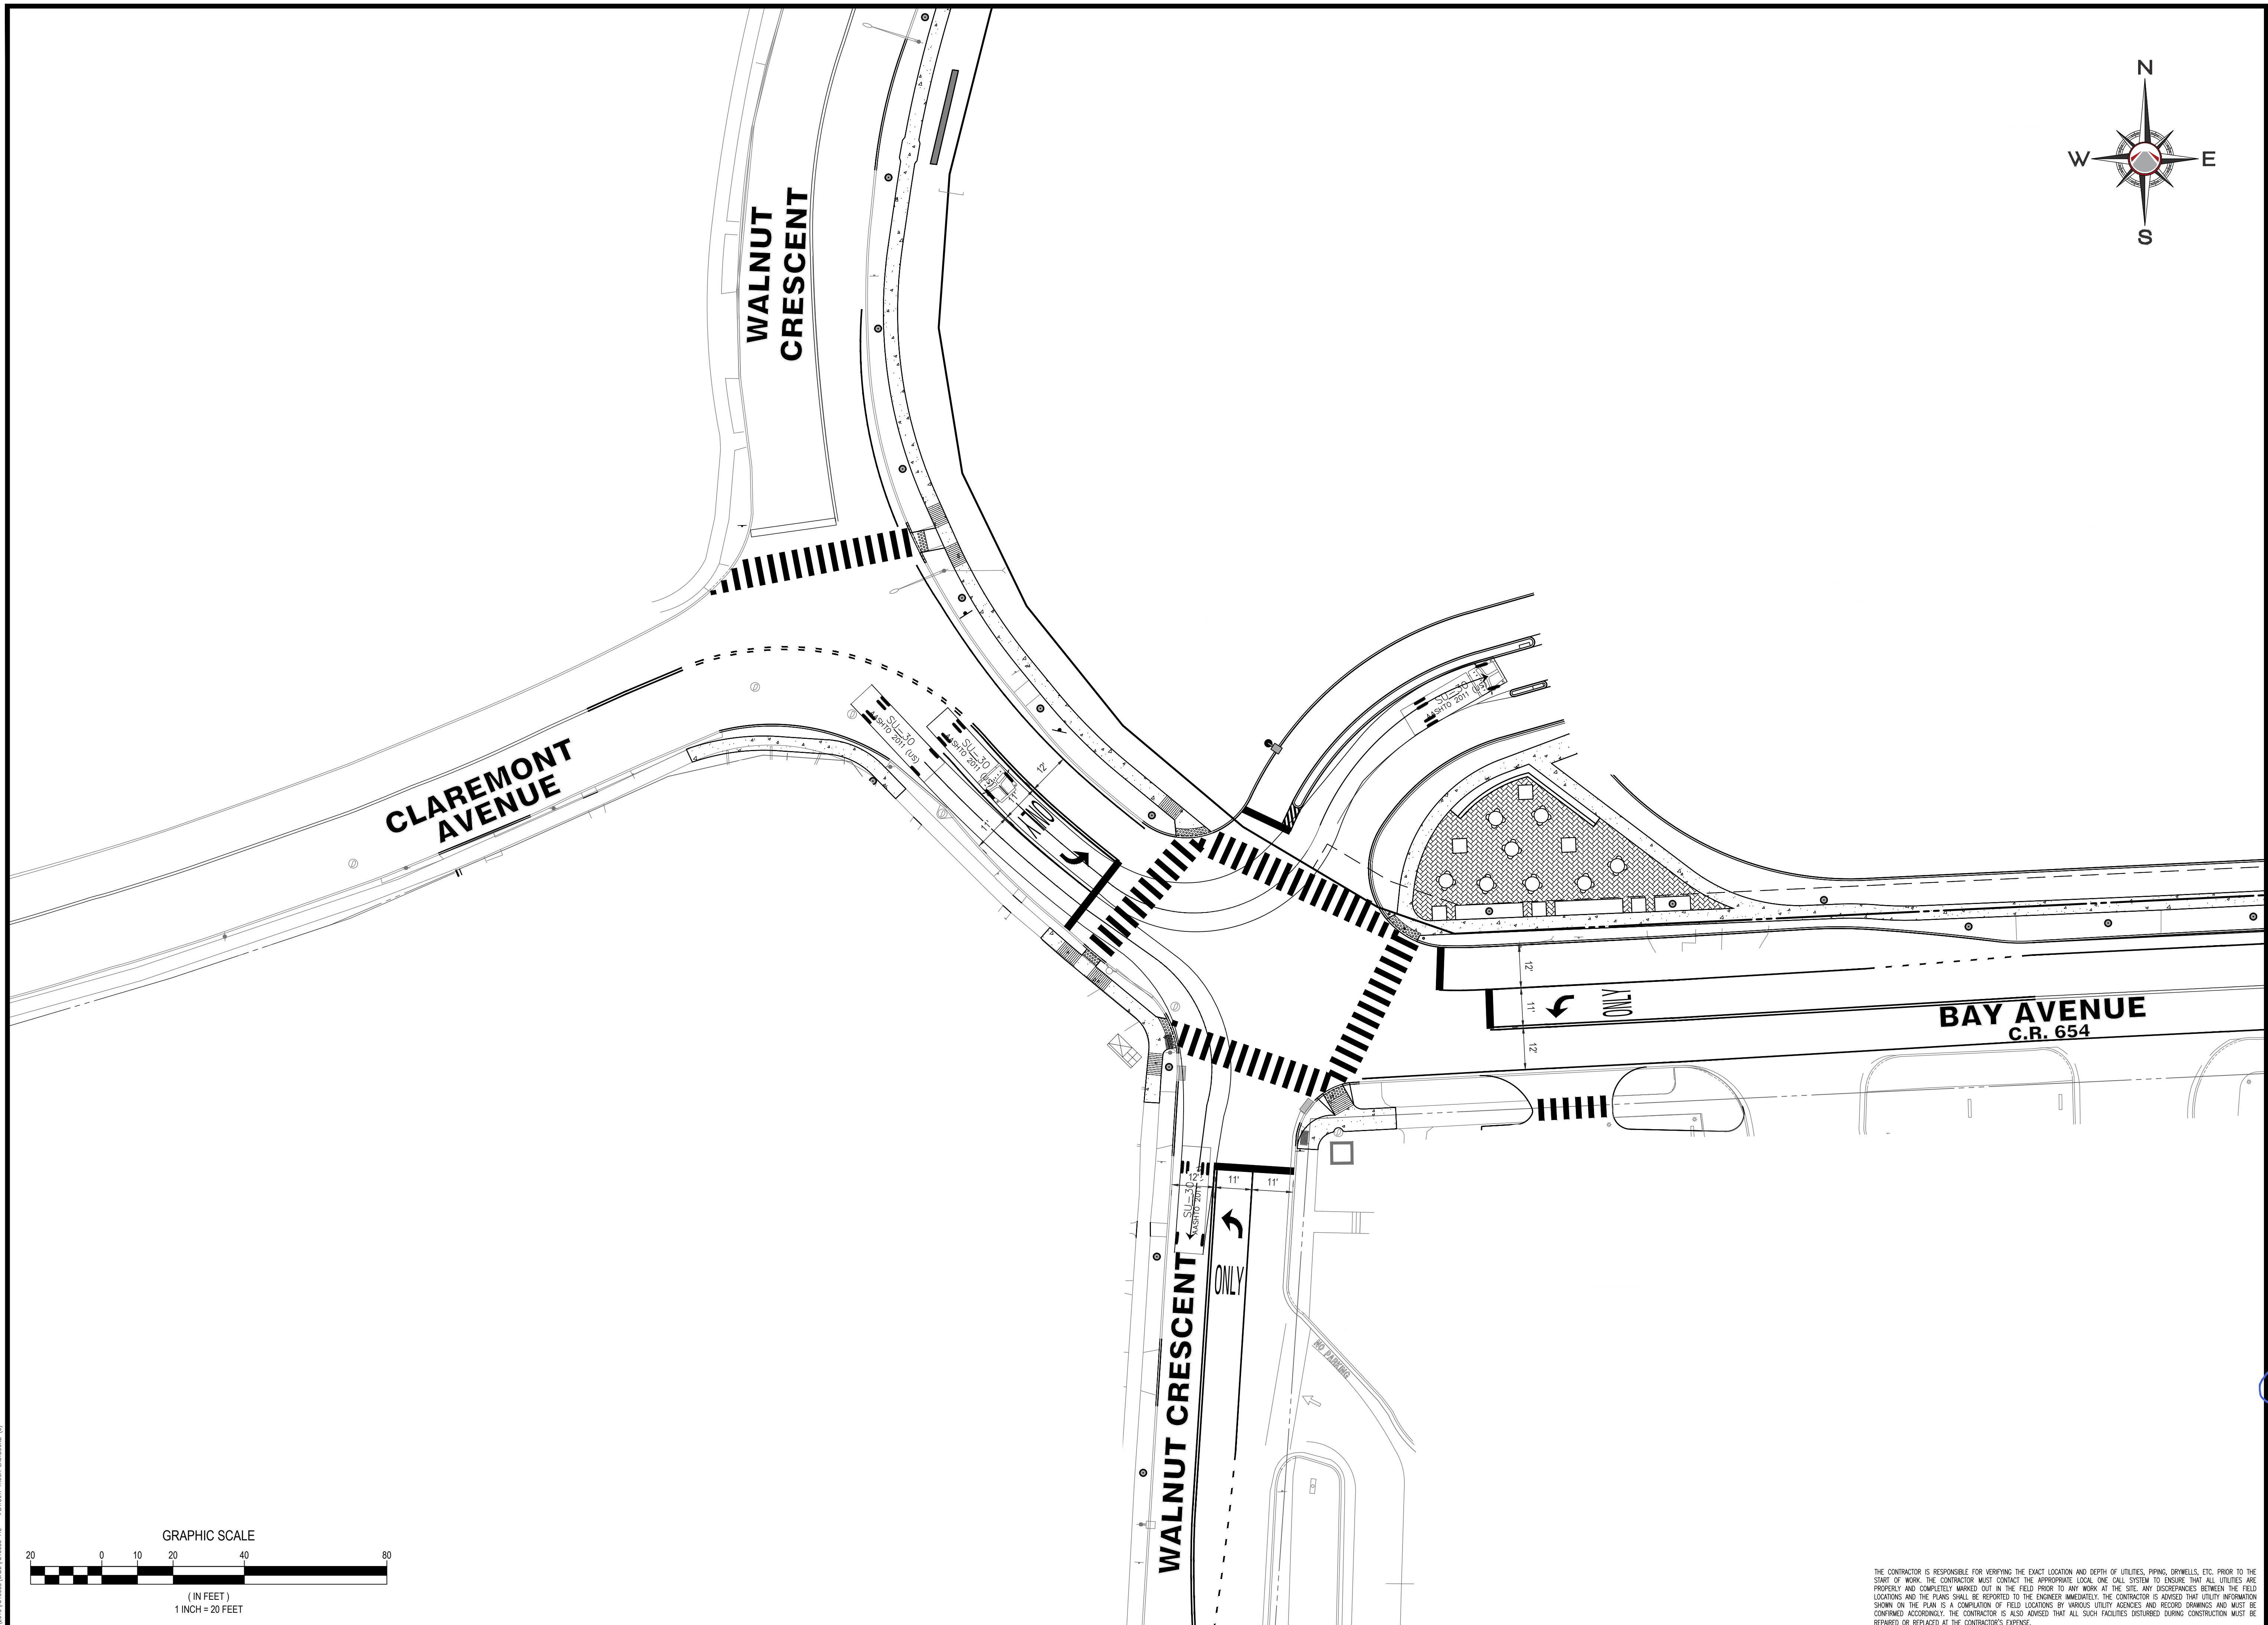 N
W
E
S
WALNUT
CRESCENT
CLAREMONT
AVENUE
SU-30
AASHTO 2011 (US)
SU-30
AASHTO 2011 (US)
12'
11'
ONLY
SU-30
AASHTO 2011 (US)
12'
11'
ONLY
12'
BAY AVENUE
C.R. 654
12'
11'
11'
SU-30
AASHTO 2011
ONLY
WALNUT CRESCENT
NO PARKING
GRAPHIC SCALE
20 0 10 20 40 80
( IN FEET )
1 INCH = 20 FEET
THE CONTRACTOR IS RESPONSIBLE FOR VERIFYING THE EXACT LOCATION AND DEPTH OF UTILITIES, PIPING, DRYWELLS, ETC. PRIOR TO THE
START OF WORK. THE CONTRACTOR MUST CONTACT THE APPROPRIATE LOCAL ONE CALL SYSTEM TO ENSURE THAT ALL UTILITIES ARE
PROPERLY AND COMPLETELY MARKED OUT IN THE FIELD PRIOR TO ANY WORK AT THE SITE. ANY DISCREPANCIES BETWEEN THE FIELD
LOCATIONS AND THE PLANS SHALL BE REPORTED TO THE ENGINEER IMMEDIATELY. THE CONTRACTOR IS ADVISED THAT UTILITY INFORMATION
SHOWN ON THE PLAN IS A COMPILATION OF FIELD LOCATIONS BY VARIOUS UTILITY AGENCIES AND RECORD DRAWINGS AND MUST BE
CONFIRMED ACCORDINGLY. THE CONTRACTOR IS ALSO ADVISED THAT ALL SUCH FACILITIES DISTURBED DURING CONSTRUCTION MUST BE
REPAIRED OR REPLACED AT THE CONTRACTOR'S EXPENSE.